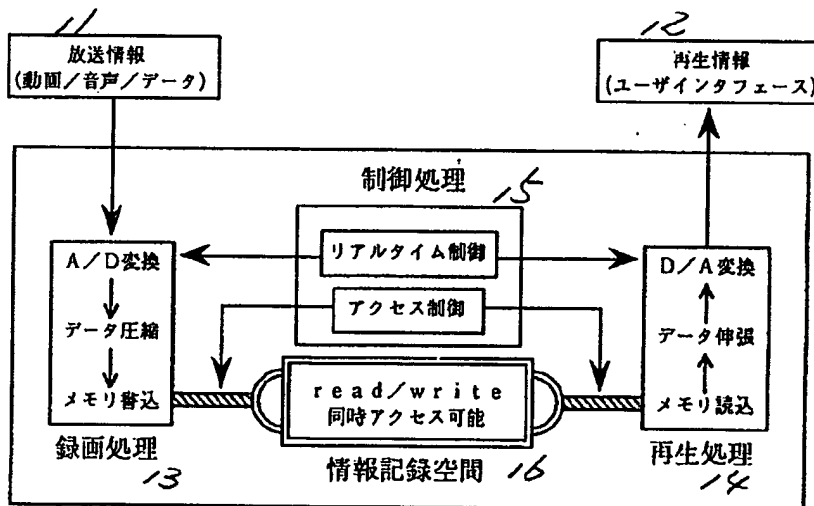 11
放送情報
(動画／音声／データ)
12
再生情報
(ユーザインタフェース)
制御処理
15
リアルタイム制御
アクセス制御
A／D変換
データ圧縮
メモリ書込
録画処理
13
read／write
同時アクセス可能
情報記録空間
16
D／A変換
データ伸張
メモリ読込
再生処理
14